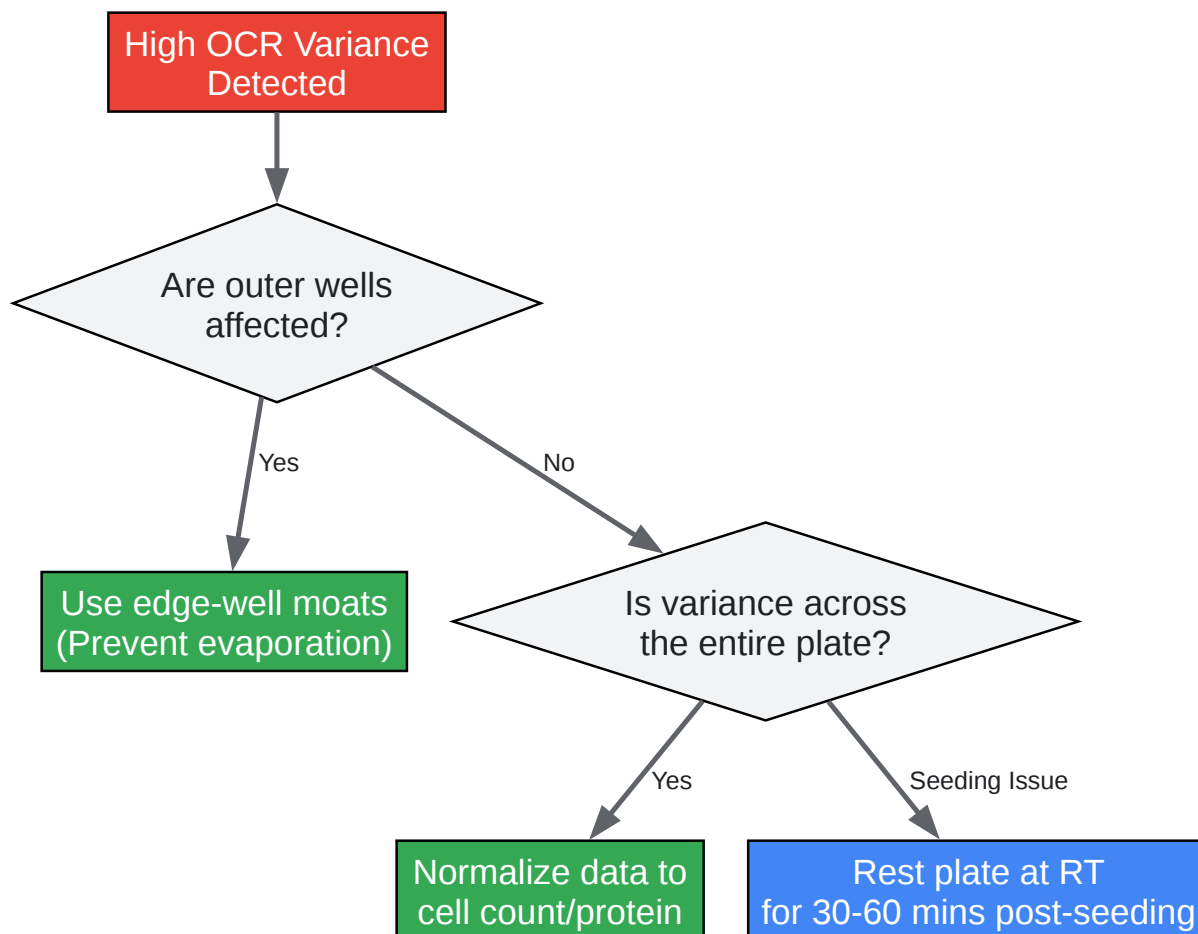 High OCR Variance
Detected
Are outer wells
affected?
Yes
No
Use edge-well moats
(Prevent evaporation)
Is variance across
the entire plate?
Yes
Seeding Issue
Normalize data to
cell count/protein
Rest plate at RT
for 30-60 mins post-seeding